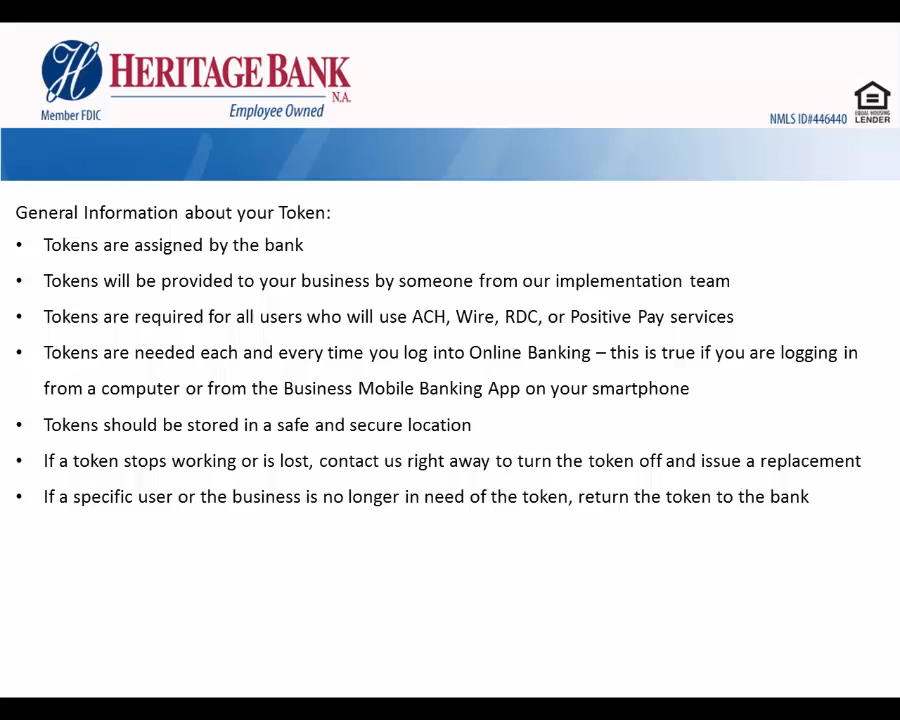 H HERITAGE BANK
N.A.
Member FDIC
Employee Owned
NMLS ID#446440
EQUAL HOUSING
LENDER
General Information about your Token:
• Tokens are assigned by the bank
• Tokens will be provided to your business by someone from our implementation team
• Tokens are required for all users who will use ACH, Wire, RDC, or Positive Pay services
• Tokens are needed each and every time you log into Online Banking – this is true if you are logging in
from a computer or from the Business Mobile Banking App on your smartphone
• Tokens should be stored in a safe and secure location
• If a token stops working or is lost, contact us right away to turn the token off and issue a replacement
• If a specific user or the business is no longer in need of the token, return the token to the bank